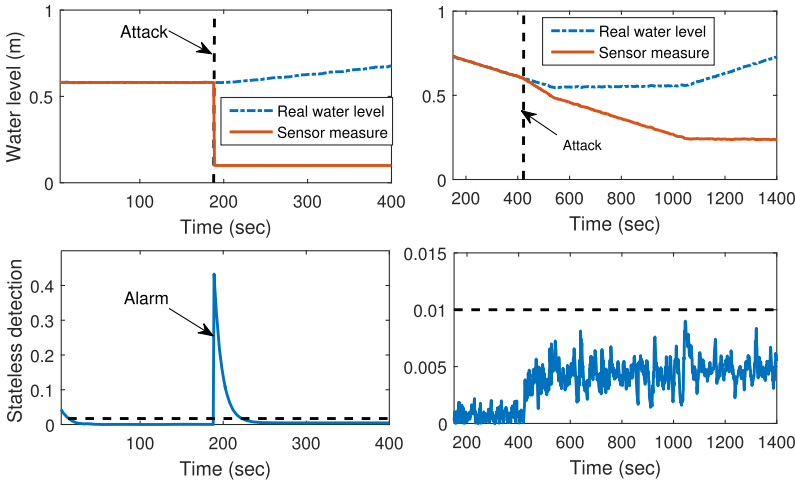 1
0.5
0
Water level (m)
Attack
Real water level
Sensor measure
100
200
300
400
Time (sec)
1
0.5
0
Real water level
Sensor measure
Attack
200
400
600
800
1000
1400
Time (sec)
0.4
0.3
0.2
0.1
0
Stateless detection
Alarm
100
200
300
400
Time (sec)
0.015
0.01
0.005
0
200
400
600
800
1000
1400
Time (sec)